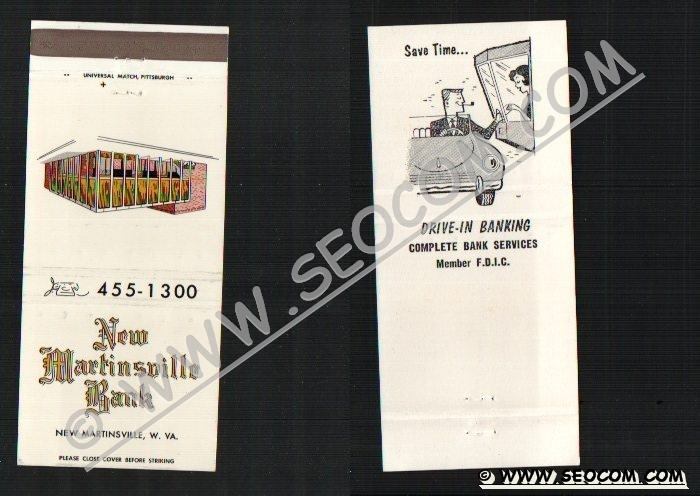 UNIVERSAL MATCH, PITTSBURGH
455-1300
New
Martinsville
Bank
NEW MARTINSVILLE, W. VA.
PLEASE CLOSE COVER BEFORE STRIKING
Save Time...
DRIVE-IN BANKING
COMPLETE BANK SERVICES
Member F.D.I.C.
© WWW.SEOCOM.COM
© WWW.SEOCOM.COM